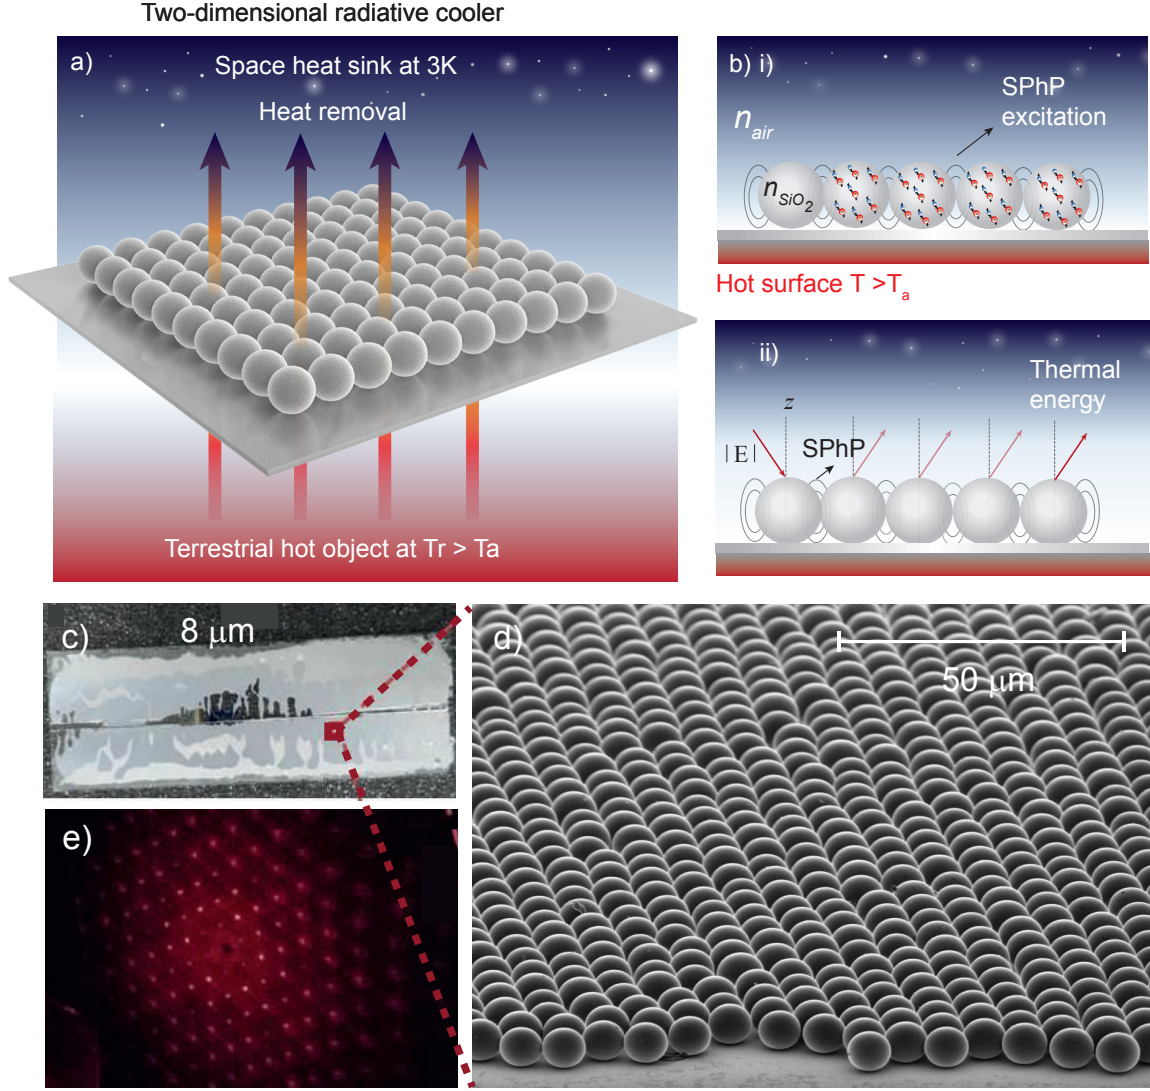 Two-dimensional radiative cooler
a)
Space heat sink at 3K
Heat removal
Terrestrial hot object at Tr > Ta
b) i)
SPhP
excitation
n_air
n_SiO₂
Hot surface T >Tₐ
ii)
Thermal
energy
z
SPhP
|E|
c)
8 μm
d)
50 μm
e)